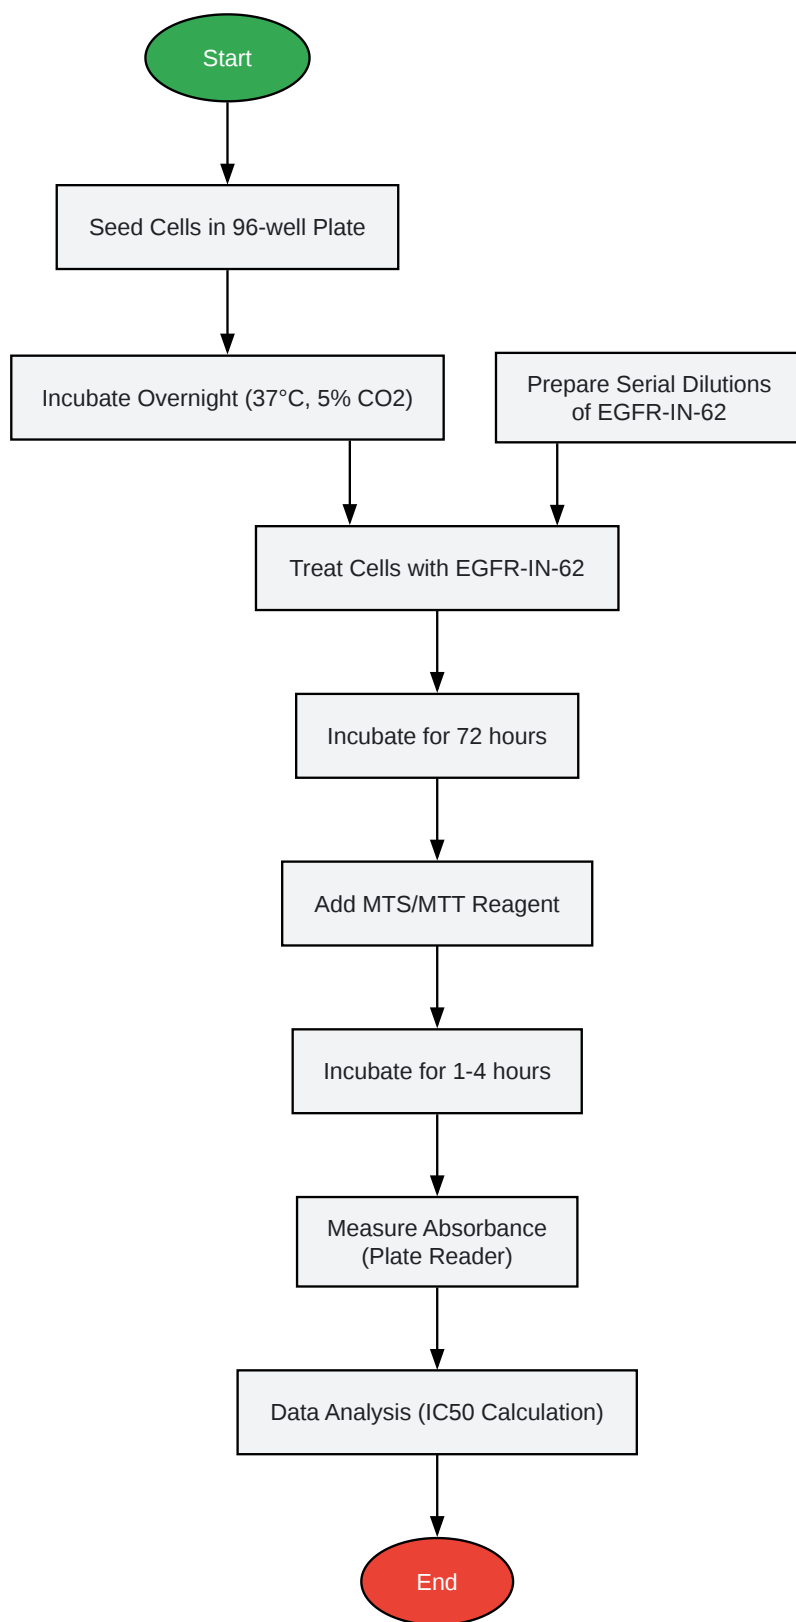 Start
Seed Cells in 96-well Plate
Incubate Overnight (37°C, 5% CO2)
Prepare Serial Dilutions
of EGFR-IN-62
Treat Cells with EGFR-IN-62
Incubate for 72 hours
Add MTS/MTT Reagent
Incubate for 1-4 hours
Measure Absorbance
(Plate Reader)
Data Analysis (IC50 Calculation)
End